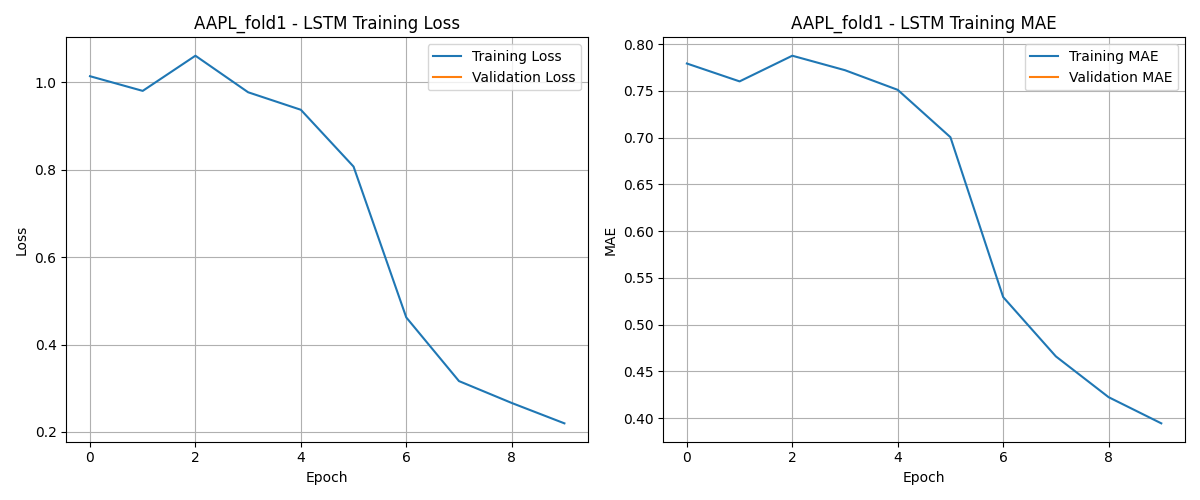 AAPL_fold1 - LSTM Training Loss
Training Loss
Validation Loss
1.0
0.8
0.6
0.4
0.2
Loss
0 2 4 6 8
Epoch
AAPL_fold1 - LSTM Training MAE
Training MAE
Validation MAE
0.80
0.75
0.70
0.65
0.60
0.55
0.50
0.45
0.40
MAE
0 2 4 6 8
Epoch